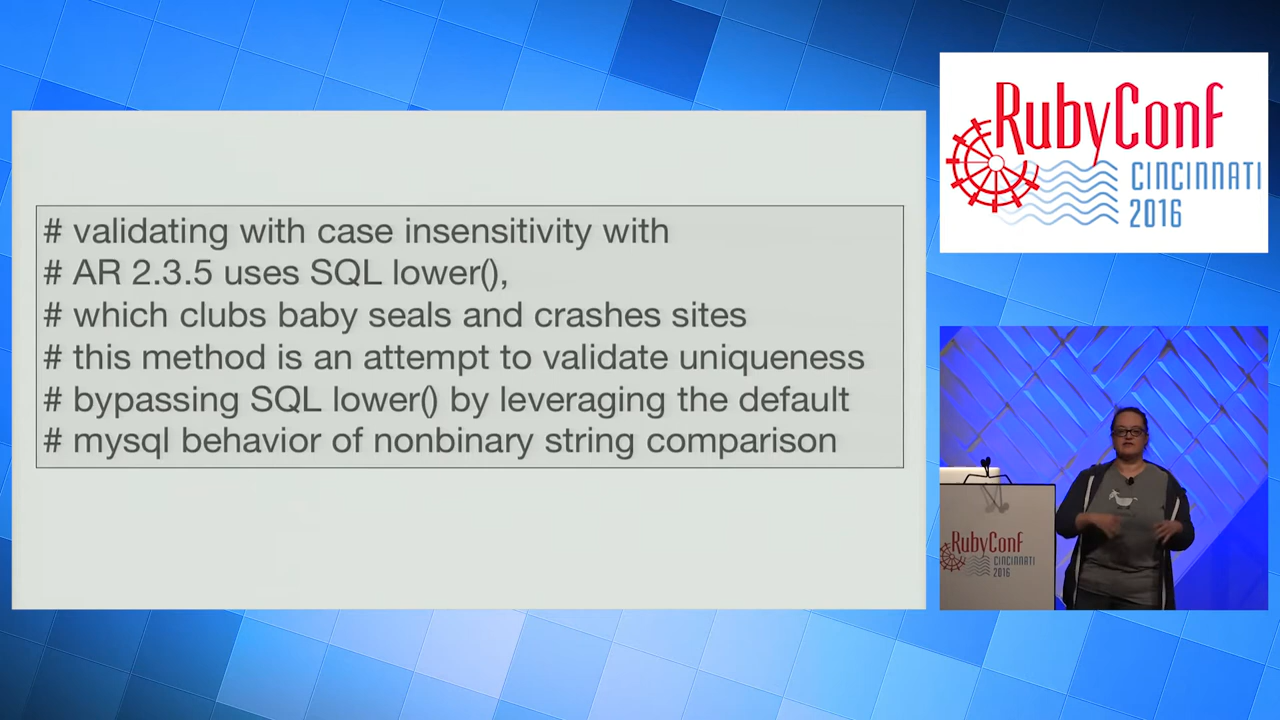 # validating with case insensitivity with
# AR 2.3.5 uses SQL lower(),
# which clubs baby seals and crashes sites
# this method is an attempt to validate uniqueness
# bypassing SQL lower() by leveraging the default
# mysql behavior of nonbinary string comparison
RubyConf
CINCINNATI
2016
RubyConf
CINCINNATI
2016